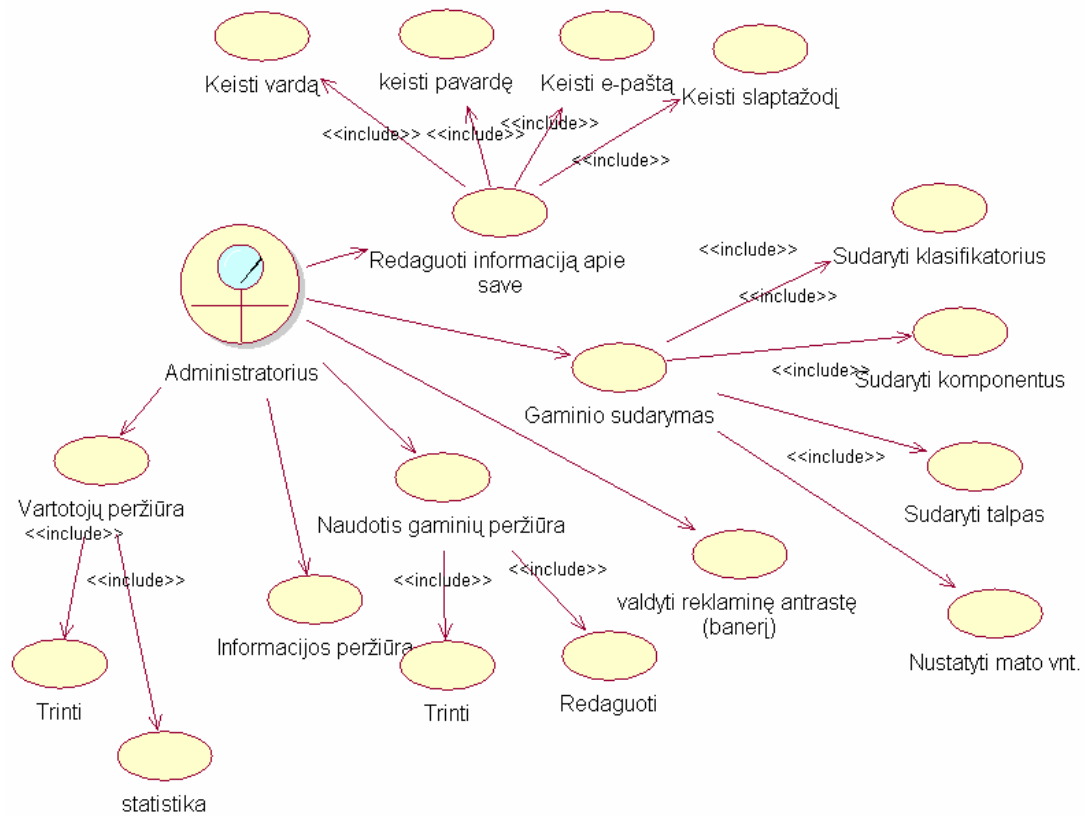 Keisti vardą
keisti pavardę
Keisti e-paštą
Keisti slaptažodį
<<include>>
<<include>>
<<include>>
<<include>>
Redaguoti informaciją apie
save
<<include>>
Sudaryti klasifikatorius
<<include>>
Administratorius
<<include>>
Sudaryti komponentus
Gaminio sudarymas
<<include>>
Sudaryti talpas
Vartotojų peržiūra
<<include>>
Naudotis gaminių peržiūra
<<include>>
<<include>>
<<include>>
valdyti reklaminę antrastę
(banerį)
Informacijos peržiūra
Nustatyti mato vnt.
Trinti
Trinti
Redaguoti
statistika